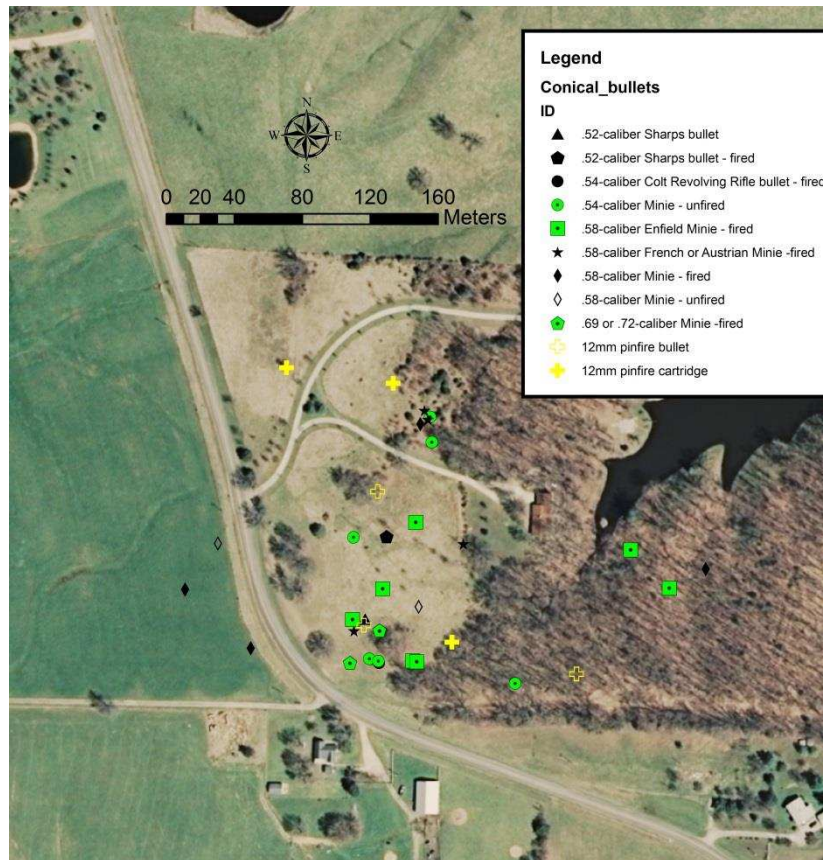 Legend
Conical_bullets
ID
.52-caliber Sharps bullet
.52-caliber Sharps bullet - fired
.54-caliber Colt Revolving Rifle bullet - fired
.54-caliber Minie - unfired
.58-caliber Enfield Minie - fired
.58-caliber French or Austrian Minie -fired
.58-caliber Minie - fired
.58-caliber Minie - unfired
.69 or .72-caliber Minie -fired
12mm pinfire bullet
12mm pinfire cartridge
N
W E
S
0 20 40 80 120 160
Meters